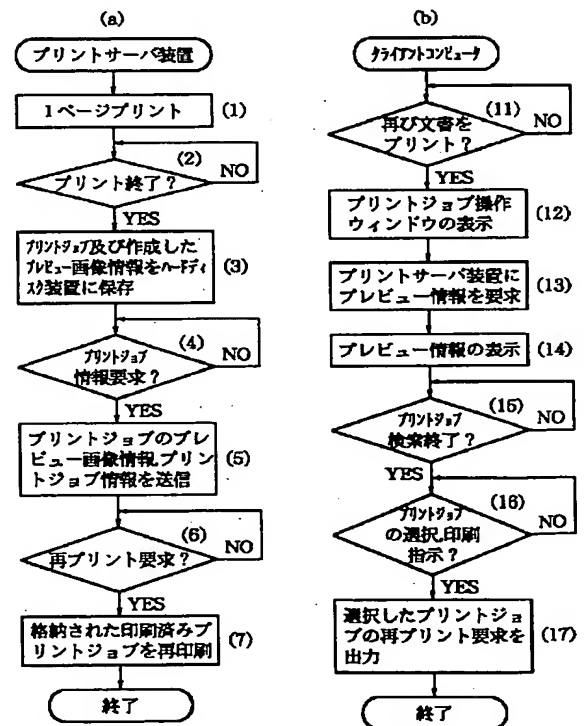 (a)
プリントサーバ装置
1ページプリント
(1)
(2)
NO
プリント終了？
YES
プリントジョブ及び作成した
プレビュー画像情報をハードディ
スク装置に保存
(3)
(4)
プリントジョブ
情報要求？
NO
YES
プリントジョブのプレ
ビュー画像情報,プリン
トジョブ情報を送信
(5)
(6)
再プリント要求？
NO
YES
格納された印刷済みプ
リントジョブを再印刷
(7)
終了
(b)
クライアントコンピュータ
(11)
NO
再び文書を
プリント？
YES
プリントジョブ操作
ウィンドウの表示
(12)
プリントサーバ装置に
プレビュー情報を要求
(13)
プレビュー情報の表示
(14)
(15)
プリントジョブ
検索終了？
NO
YES
(16)
プリントジョブ
の選択,印刷
指示？
NO
YES
選択したプリントジョ
ブの再プリント要求を
出力
(17)
終了